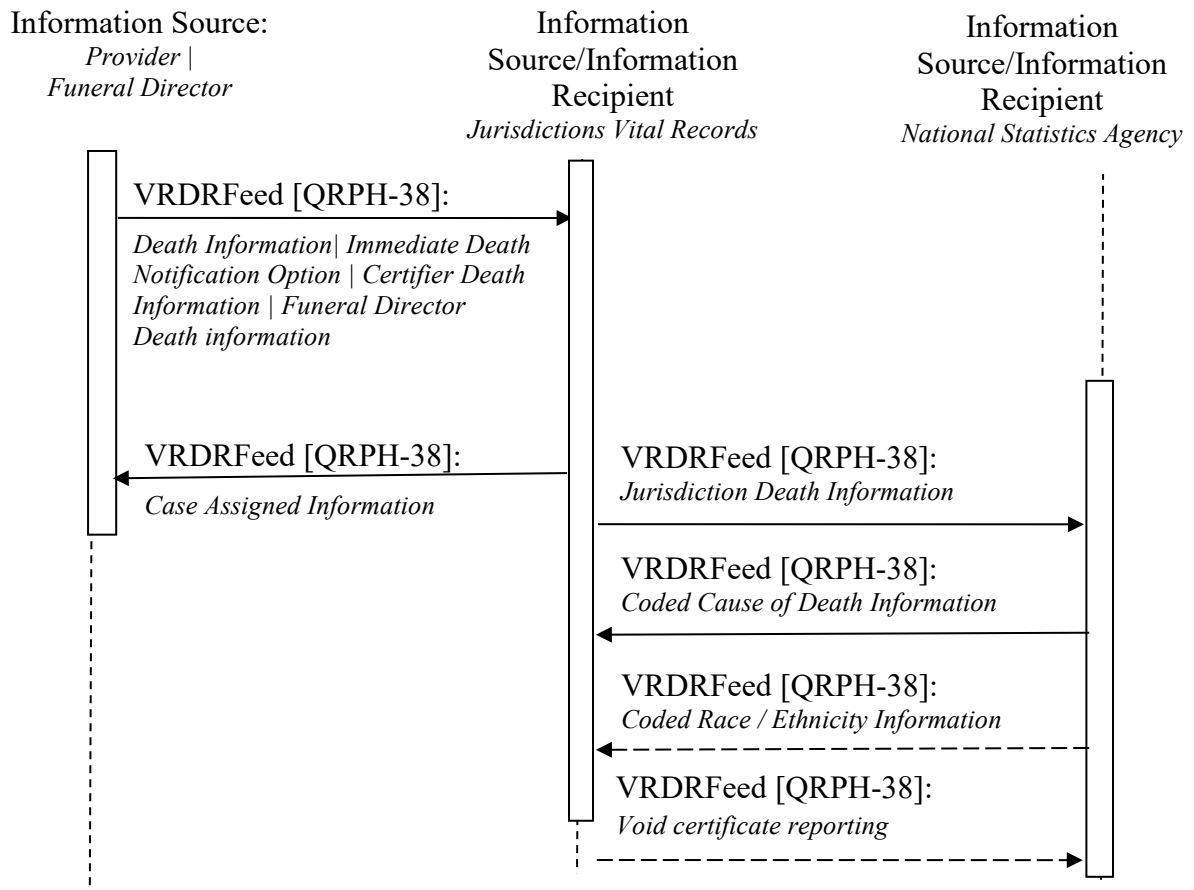 Information Source:
Provider |
Funeral Director
Information
Source/Information
Recipient
Jurisdictions Vital Records
Information
Source/Information
Recipient
National Statistics Agency
VRDRFeed [QRPH-38]:
Death Information| Immediate Death
Notification Option | Certifier Death
Information | Funeral Director
Death information
VRDRFeed [QRPH-38]:
Case Assigned Information
VRDRFeed [QRPH-38]:
Jurisdiction Death Information
VRDRFeed [QRPH-38]:
Coded Cause of Death Information
VRDRFeed [QRPH-38]:
Coded Race / Ethnicity Information
VRDRFeed [QRPH-38]:
Void certificate reporting